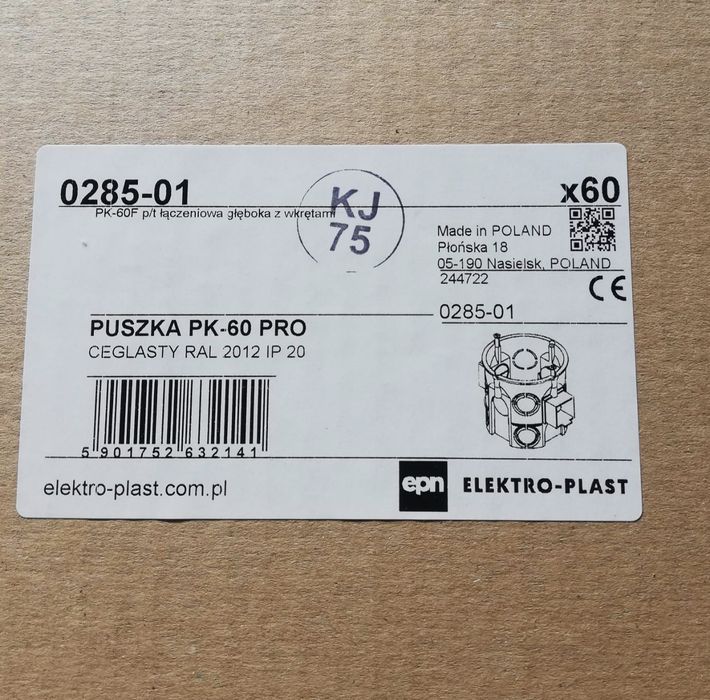 0285-01
x60
PK-60F p/t łączeniowa głęboka z wkrętami
KJ
75
Made in POLAND
Płońska 18
05-190 Nasielsk, POLAND
244722
CE
0285-01
PUSZKA PK-60 PRO
CEGLASTY RAL 2012 IP 20
5 901752 632141
elektro-plast.com.pl
epn ELEKTRO-PLAST